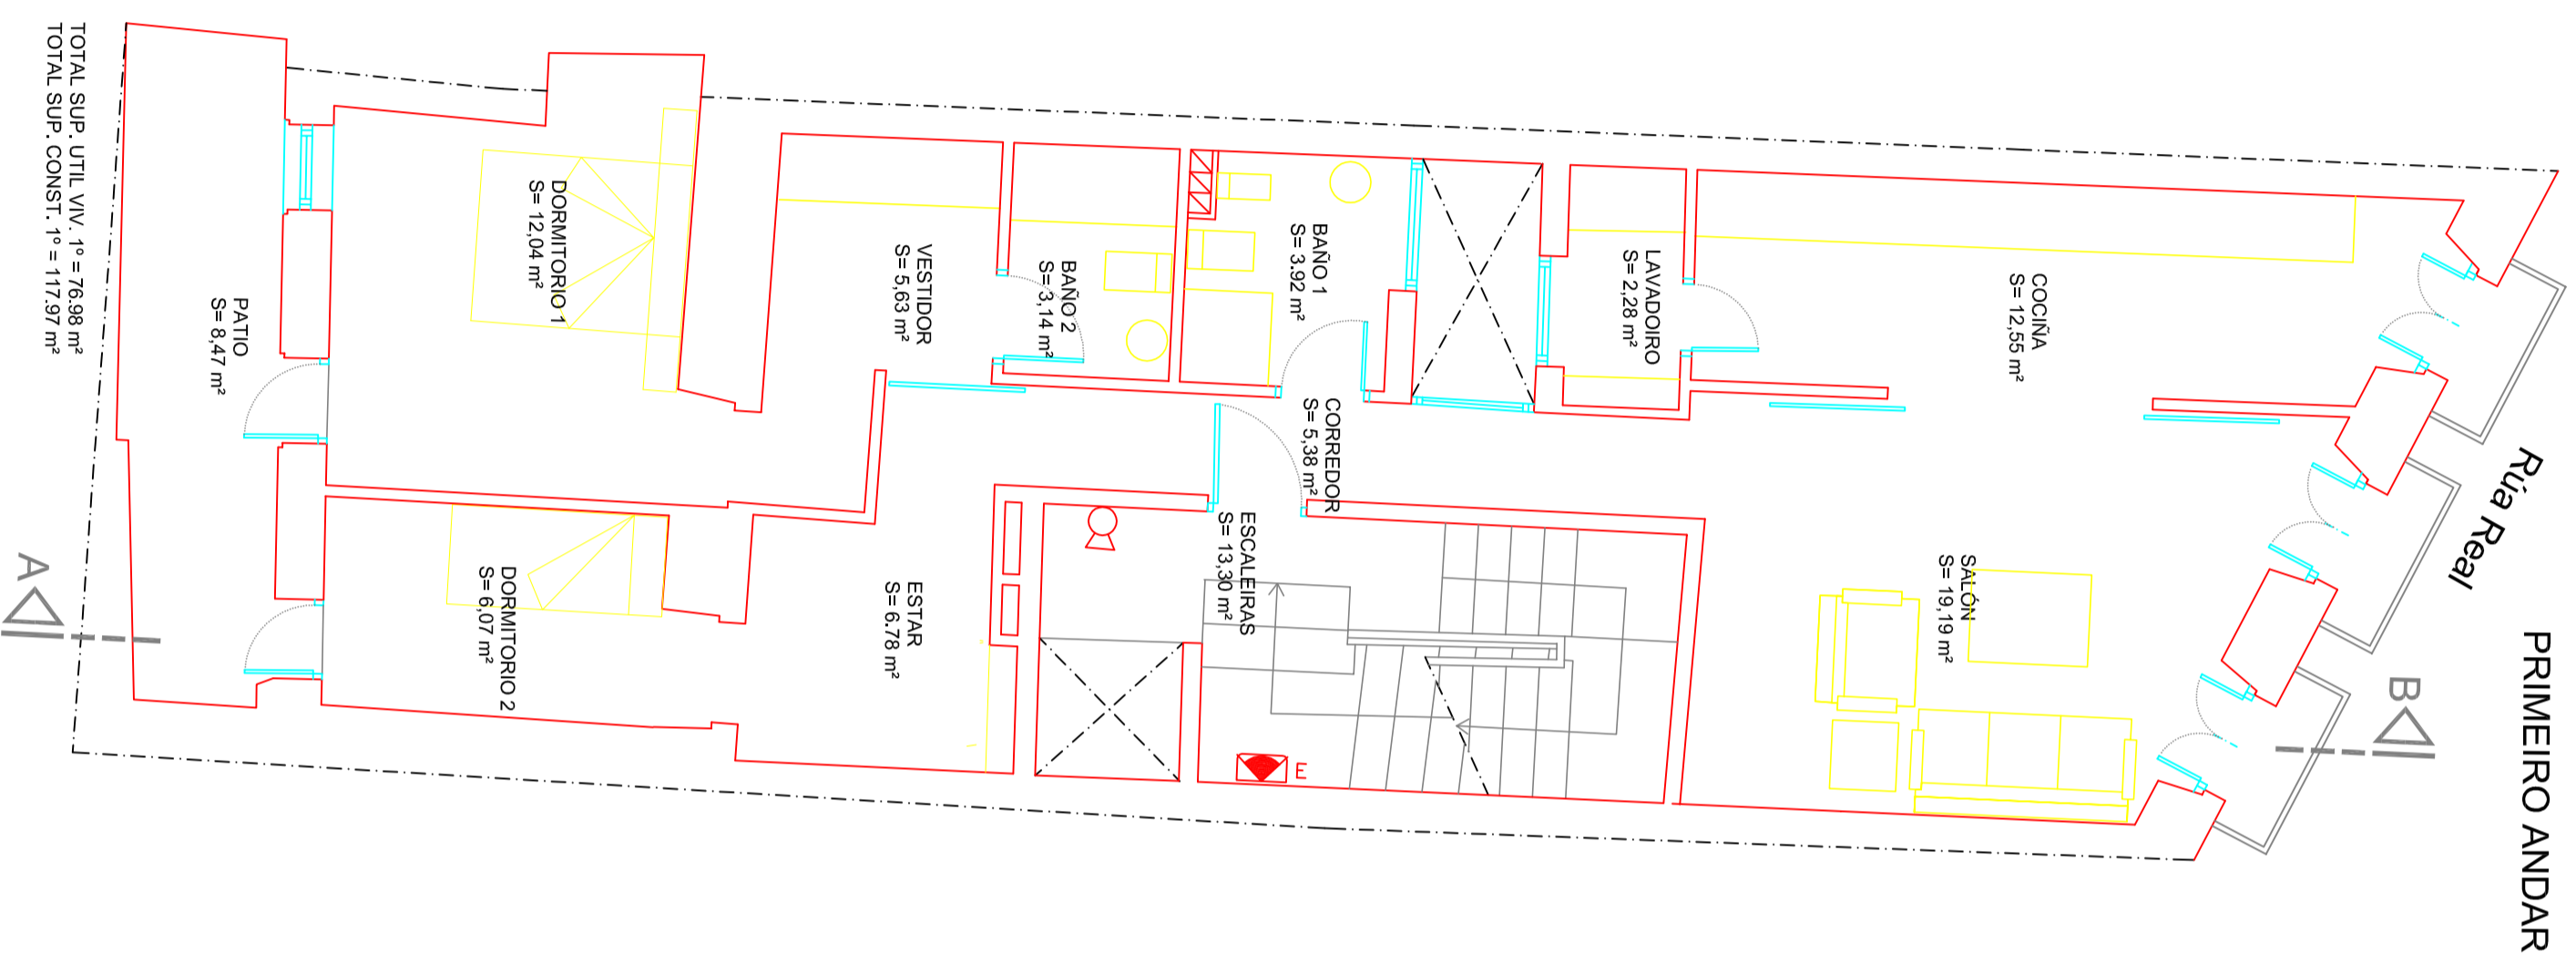 PRIMEIRO ANDAR
Rúa Real
B
COCIÑA
S= 12,55 m²
SALÓN
S= 19,19 m²
LAVADOIRO
S= 2,28 m²
BAÑO 1
S= 3.92 m²
CORREDOR
S= 5,38 m²
ESCALEIRAS
S= 13,30 m²
E
BAÑO 2
S= 3,14 m²
VESTIDOR
S= 5,63 m²
ESTAR
S= 6.78 m²
DORMITORIO 1
S= 12,04 m²
DORMITORIO 2
S= 6,07 m²
PATIO
S= 8,47 m²
A
TOTAL SUP. UTIL VIV. 1º = 76.98 m²
TOTAL SUP. CONST. 1º = 117.97 m²